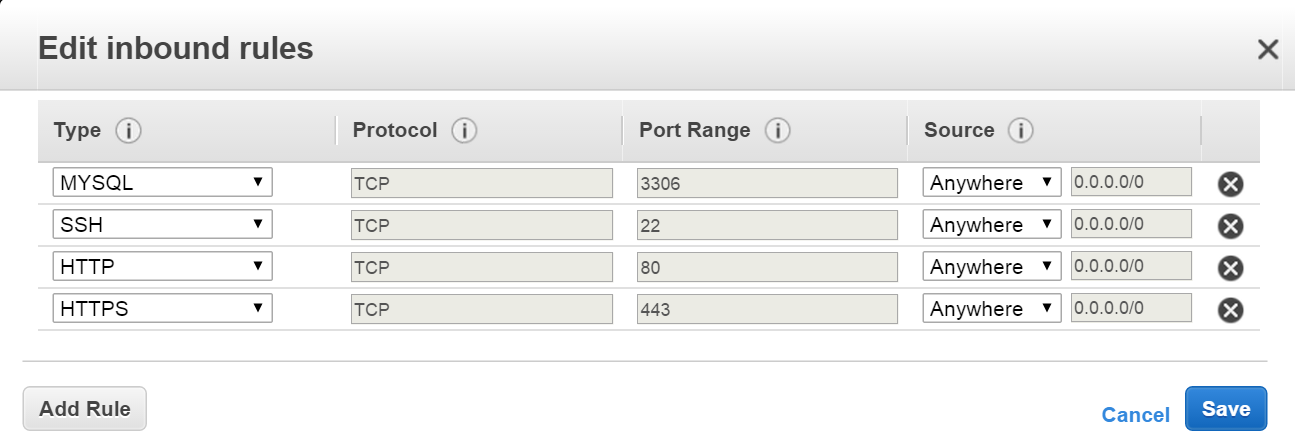 Edit inbound rules
Type Protocol Port Range Source
MYSQL TCP 3306 Anywhere 0.0.0.0/0
SSH TCP 22 Anywhere 0.0.0.0/0
HTTP TCP 80 Anywhere 0.0.0.0/0
HTTPS TCP 443 Anywhere 0.0.0.0/0
Add Rule Cancel Save